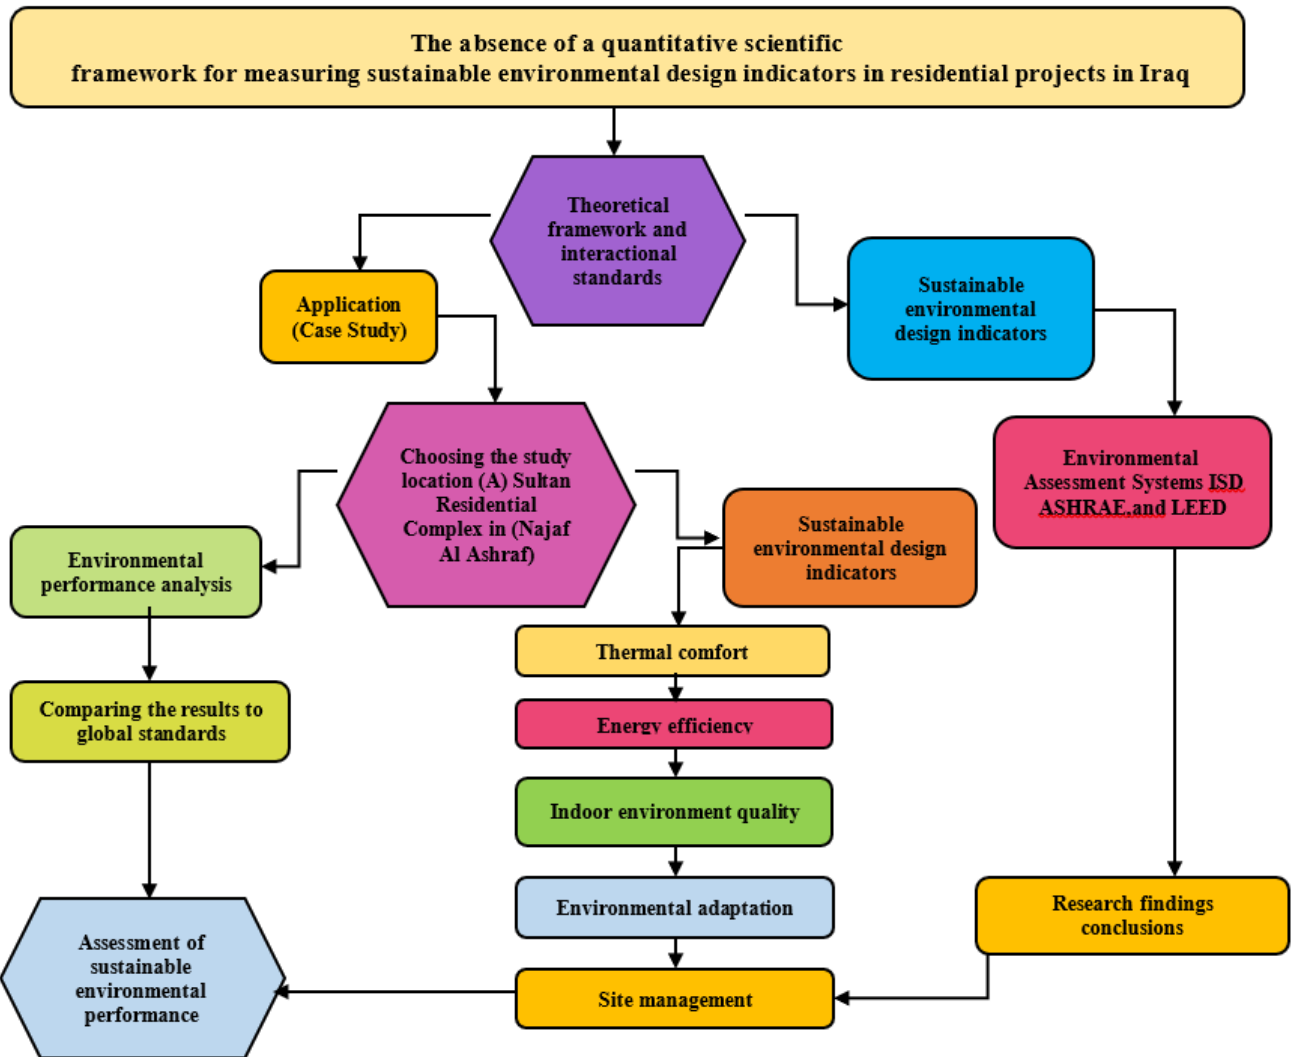 The absence of a quantitative scientific
framework for measuring sustainable environmental design indicators in residential projects in Iraq
Theoretical
framework and
interactional
standards
Application
(Case Study)
Sustainable
environmental
design indicators
Choosing the study
location (A) Sultan
Residential
Complex in (Najaf
Al Ashraf)
Environmental
Assessment Systems ISD
ASHRAE.and LEED
Sustainable
environmental design
indicators
Environmental
performance analysis
Thermal comfort
Comparing the results to
global standards
Energy efficiency
Indoor environment quality
Environmental adaptation
Research findings
conclusions
Assessment of
sustainable
environmental
performance
Site management